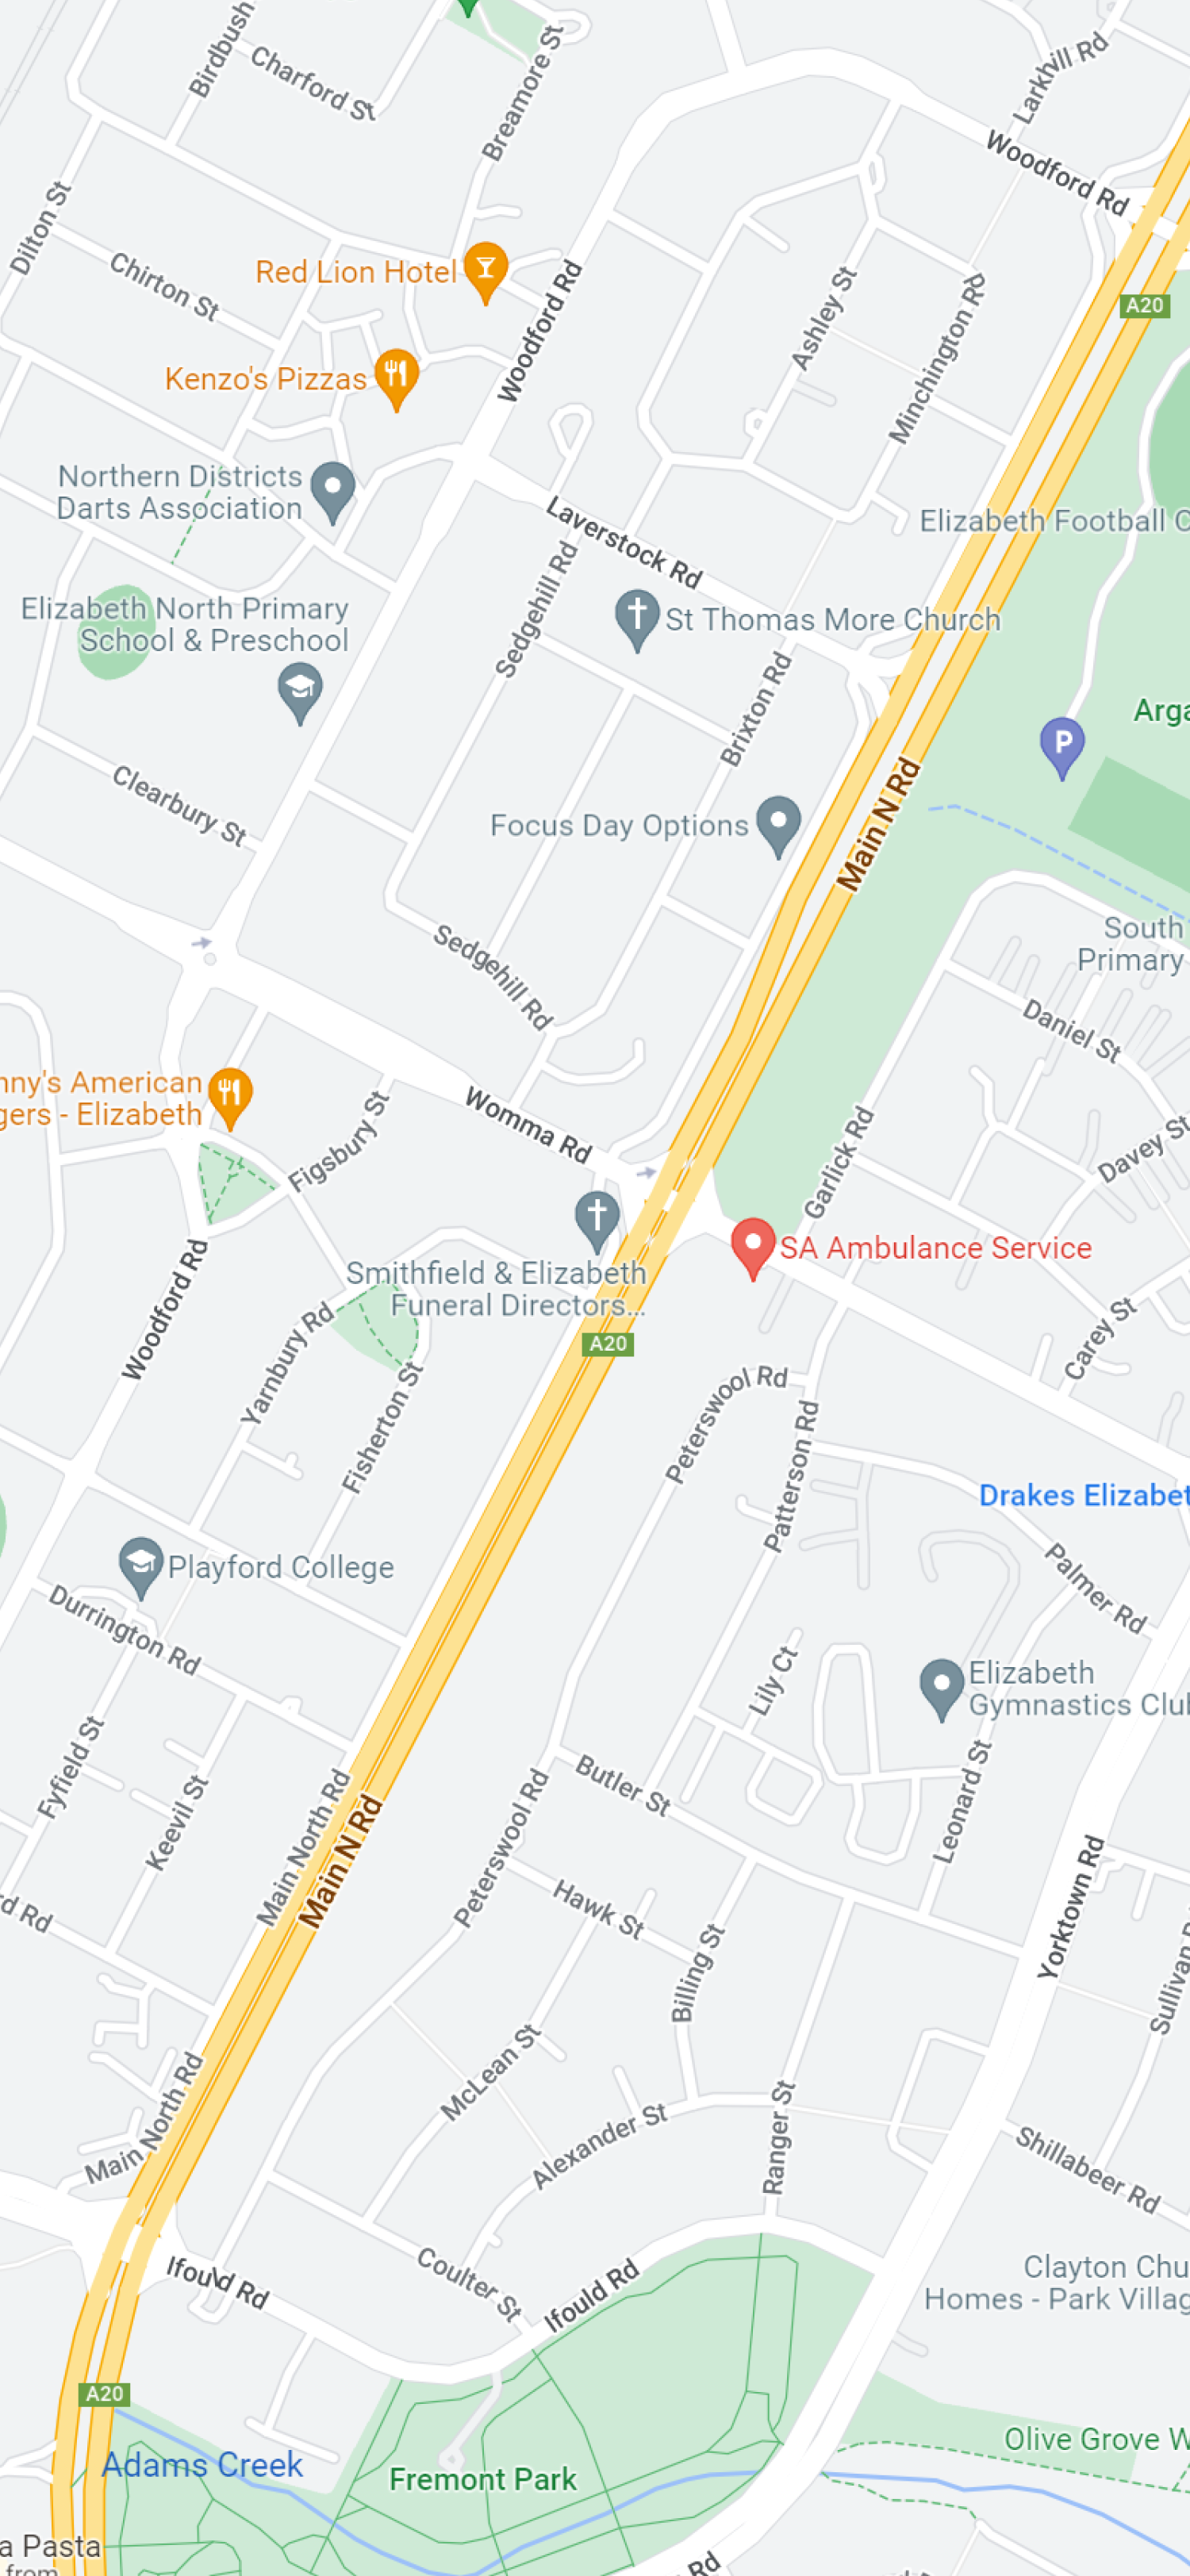 Birdbush
Charford St
Breamore St
Larkhill Rd
Woodford Rd
Dilton St
Chirton St
Red Lion Hotel
Woodford Rd
Ashley St
Minchington Rd
A20
Kenzo's Pizzas
Northern Districts
Darts Association
Laverstock Rd
Elizabeth Football C
Sedgehill Rd
Elizabeth North Primary
School & Preschool
St Thomas More Church
Brixton Rd
Arga
P
Clearbury St
Focus Day Options
Main N Rd
South
Primary
Sedgehill Rd
Daniel St
nny's American
gers - Elizabeth
Figsbury St
Womma Rd
Garlick Rd
Davey St
Woodford Rd
SA Ambulance Service
Smithfield & Elizabeth
Funeral Directors...
Yarnbury Rd
A20
Carey St
Fisherton St
Peterswool Rd
Patterson Rd
Drakes Elizabet
Playford College
Palmer Rd
Durrington Rd
Lily Ct
Elizabeth
Gymnastics Clu
Fyfield St
Keevil St
Main North Rd
Main N Rd
Peterswool Rd
Butler St
Leonard St
rd Rd
Hawk St
Billing St
Yorktown Rd
Sullivan
McLean St
Main North Rd
Alexander St
Ranger St
Shillabeer Rd
Ifould Rd
Coulter St
Ifould Rd
Clayton Chu
Homes - Park Villag
A20
Adams Creek
Fremont Park
Olive Grove W
a Pasta
from
Rd